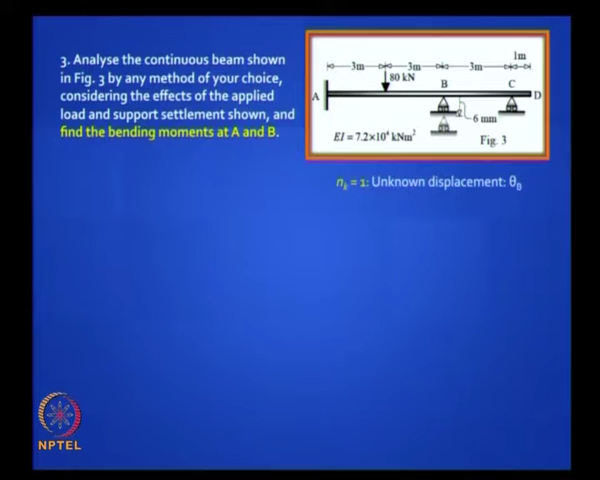 3. Analyse the continuous beam shown
in Fig. 3 by any method of your choice,
considering the effects of the applied
load and support settlement shown, and
find the bending moments at A and B.
1m
3m 3m 3m
80 kN
A B C D
6 mm
EI = 7.2×10⁴ kNm²
Fig. 3
nₖ = 1: Unknown displacement: θ_B
NPTEL